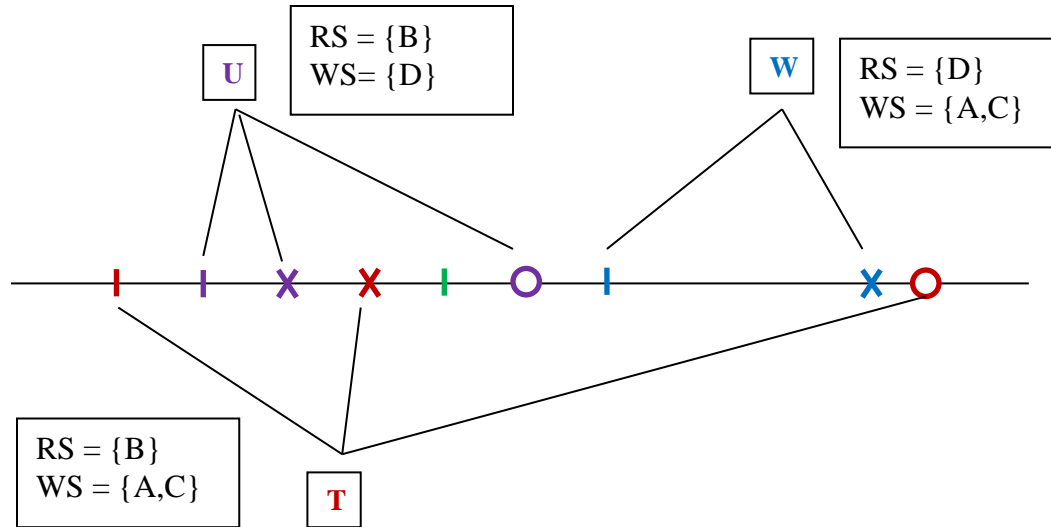 U
RS = {B}
WS= {D}
W
RS = {D}
WS = {A,C}
RS = {B}
WS = {A,C}
T